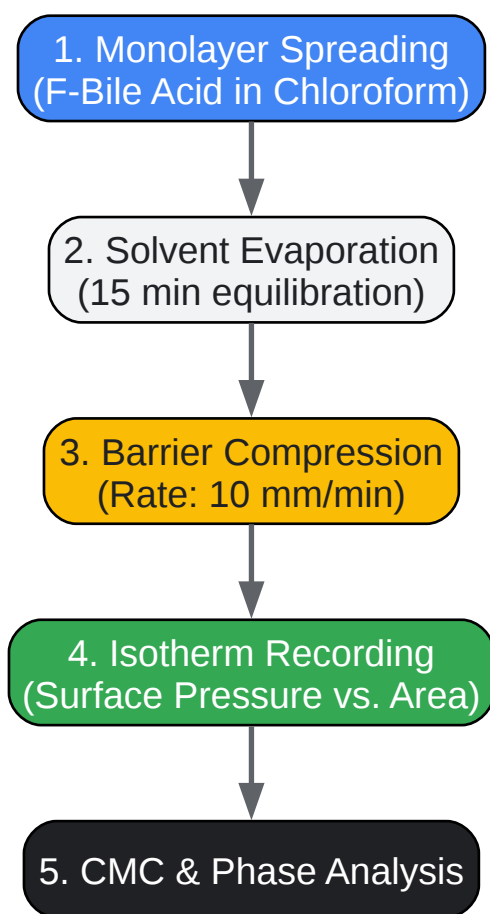 1. Monolayer Spreading
(F-Bile Acid in Chloroform)
2. Solvent Evaporation
(15 min equilibration)
3. Barrier Compression
(Rate: 10 mm/min)
4. Isotherm Recording
(Surface Pressure vs. Area)
5. CMC & Phase Analysis